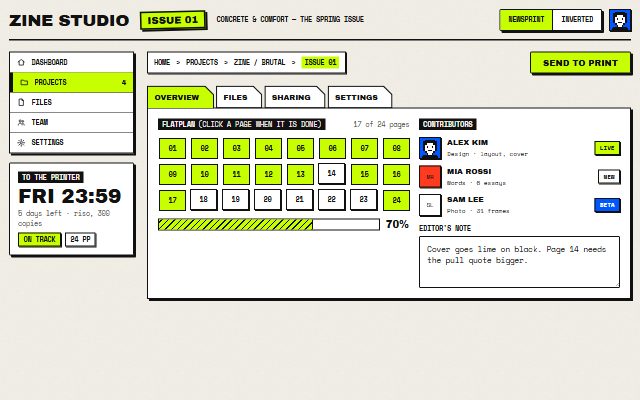 ZINE STUDIO
ISSUE 01
CONCRETE & COMFORT — THE SPRING ISSUE
NEWSPRINT
INVERTED
DASHBOARD
PROJECTS 4
FILES
TEAM
SETTINGS
TO THE PRINTER
FRI 23:59
5 days left · riso, 300
copies
ON TRACK
24 PP
HOME > PROJECTS > ZINE / BRUTAL > ISSUE 01
SEND TO PRINT
OVERVIEW
FILES
SHARING
SETTINGS
FLATPLAN (CLICK A PAGE WHEN IT IS DONE)
17 of 24 pages
01 02 03 04 05 06 07 08
09 10 11 12 13 14 15 16
17 18 19 20 21 22 23 24
70%
CONTRIBUTORS
ALEX KIM
Design · layout, cover
LIVE
MR
MIA ROSSI
Words · 6 essays
NEW
SL
SAM LEE
Photo · 31 frames
BETA
EDITOR'S NOTE
Cover goes lime on black. Page 14 needs
the pull quote bigger.